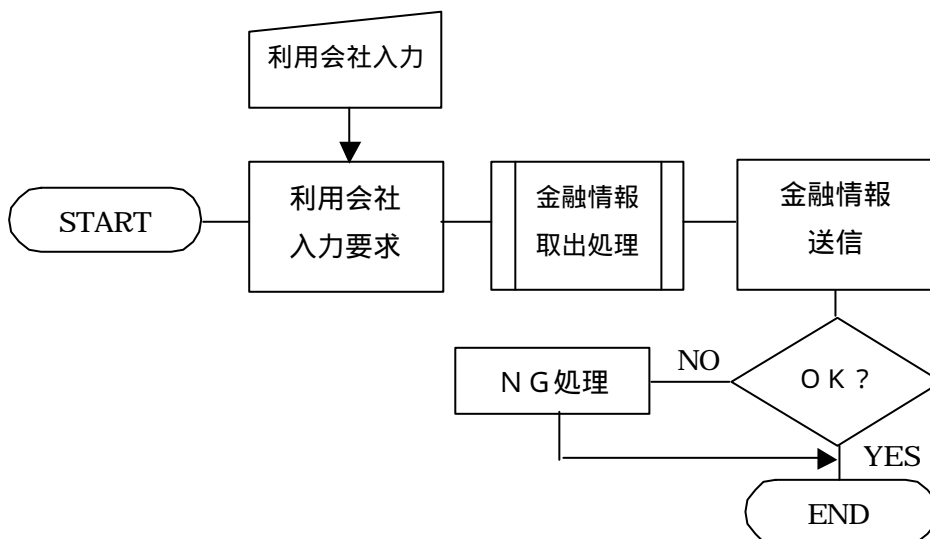 利用会社入力
START
利用会社
入力要求
金融情報
取出処理
金融情報
送信
ＯＫ？
NO
ＮＧ処理
YES
END